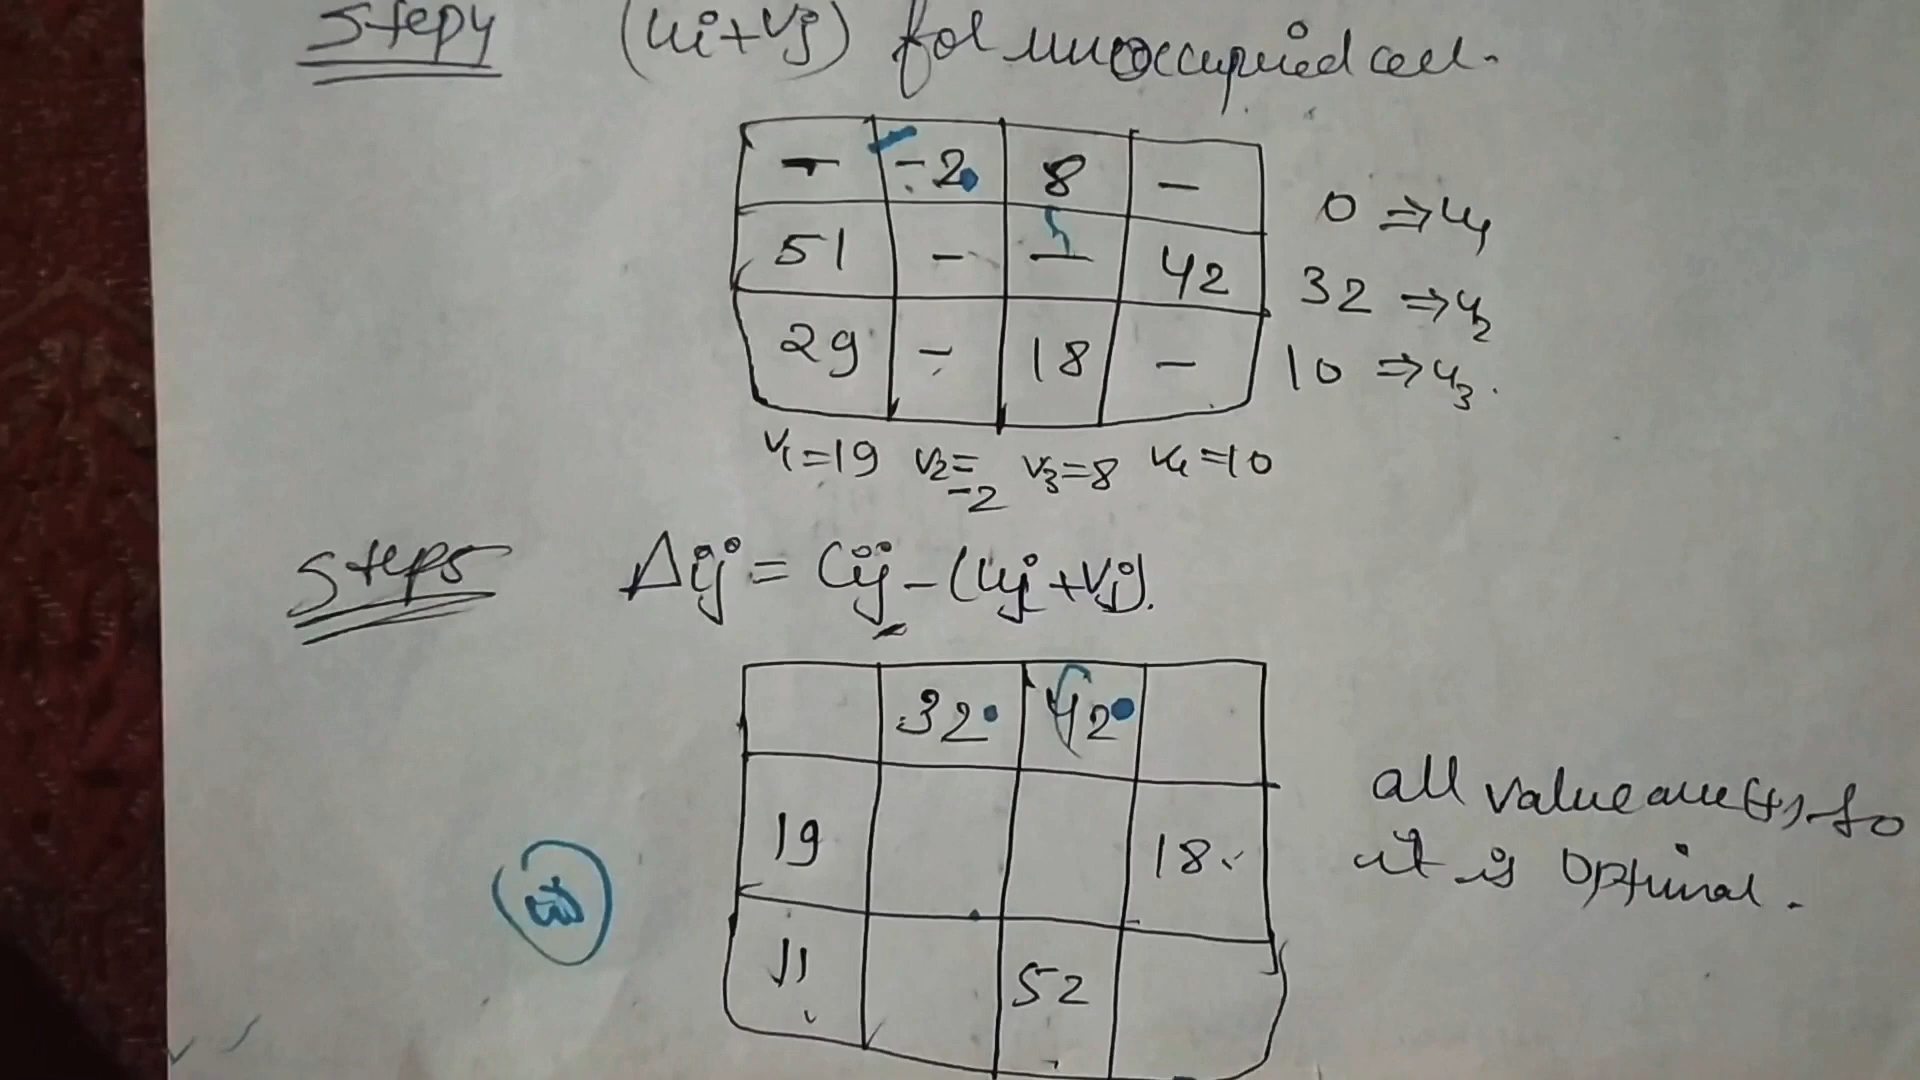 Step4 (ui+vj) for unoccupied cell.
- -2 8 -
51 - - 42
29 - 18 -
0 ⇒ u1
32 ⇒ u2
10 ⇒ u3.
v1=19 v2=-2 v3=8 v4=10
Step5 Δij = Cij - (uj + vj).
32 42
19 18
11 52
all value are (+), so
it is optimal.